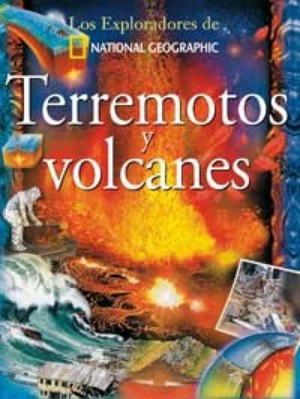 Los Exploradores de
NATIONAL GEOGRAPHIC
Terremotos
y
volcanes